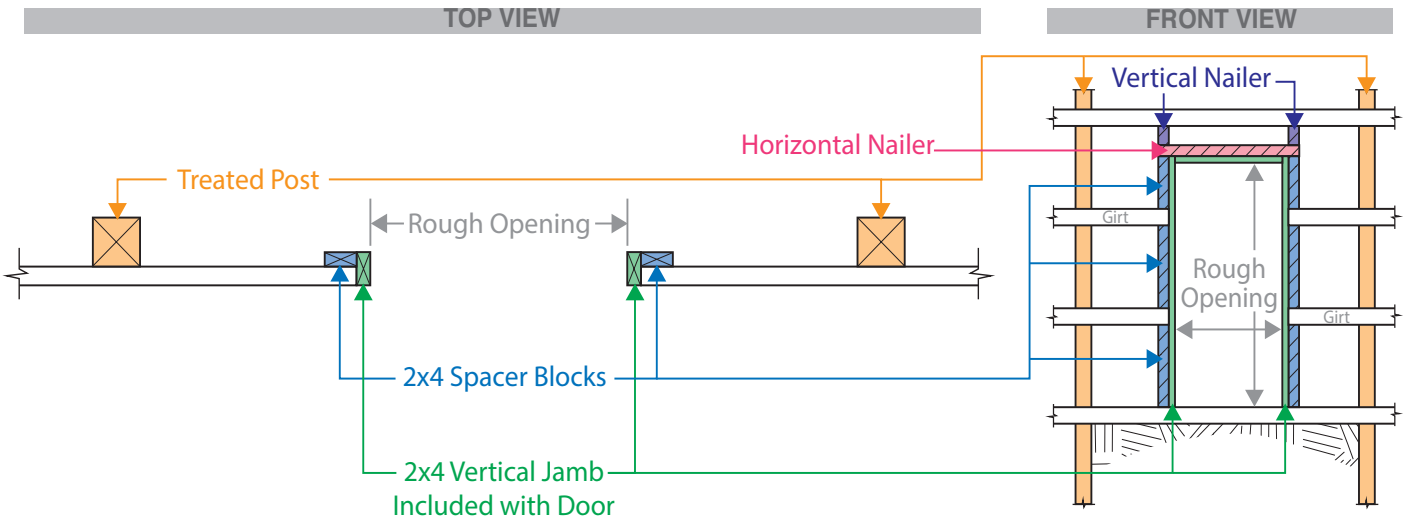 TOP VIEW
FRONT VIEW
Vertical Nailer
Horizontal Nailer
Treated Post
Rough Opening
Girt
Rough
Opening
Girt
2x4 Spacer Blocks
2x4 Vertical Jamb
Included with Door